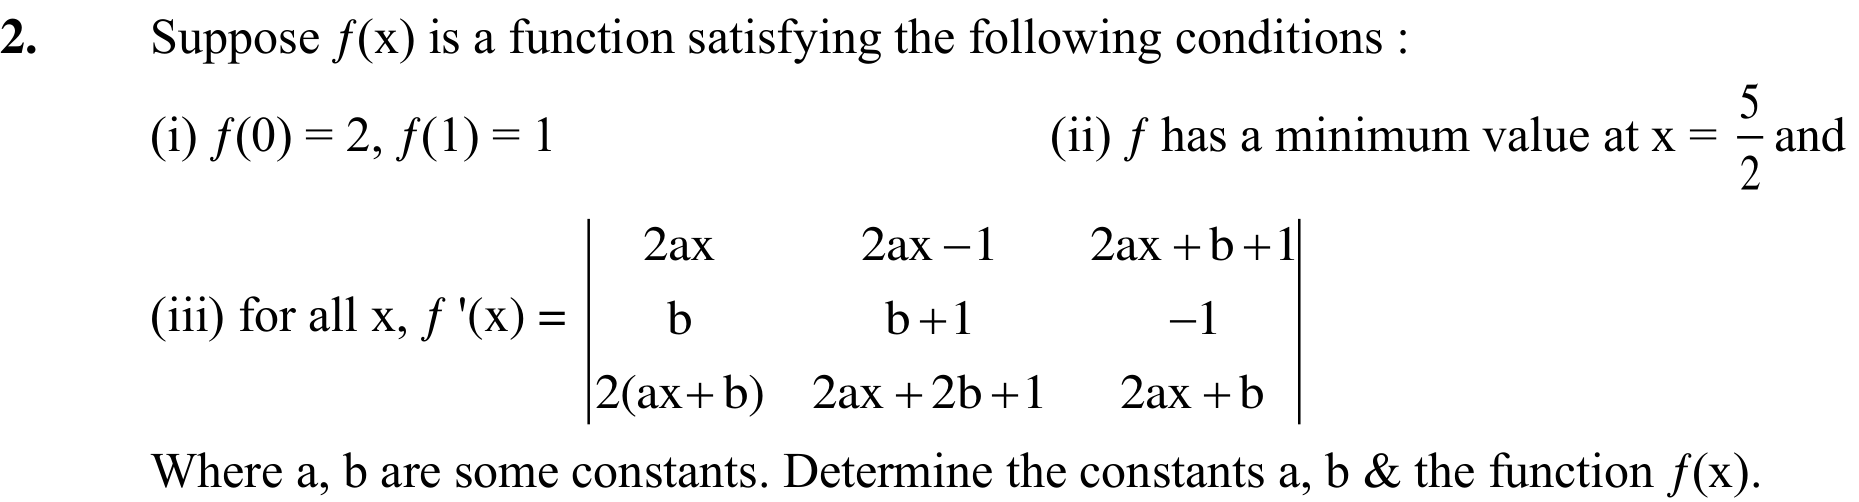 2. Suppose f(x) is a function satisfying the following conditions :
(i) f(0) = 2, f(1) = 1 (ii) f has a minimum value at x = 5/2 and
(iii) for all x, f '(x) = | 2ax 2ax −1 2ax + b +1 |
| b b +1 −1 |
| 2(ax+ b) 2ax + 2b +1 2ax + b |
Where a, b are some constants. Determine the constants a, b & the function f(x).